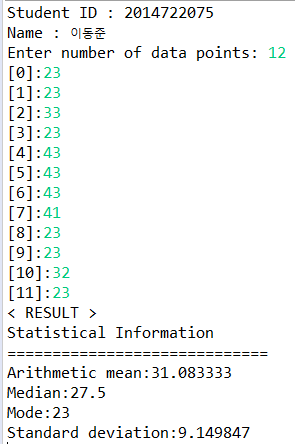 Student ID : 2014722075
Name : 이동준
Enter number of data points: 12
[0]:23
[1]:23
[2]:33
[3]:23
[4]:43
[5]:43
[6]:43
[7]:41
[8]:23
[9]:23
[10]:32
[11]:23
< RESULT >
Statistical Information
=============================
Arithmetic mean:31.083333
Median:27.5
Mode:23
Standard deviation:9.149847